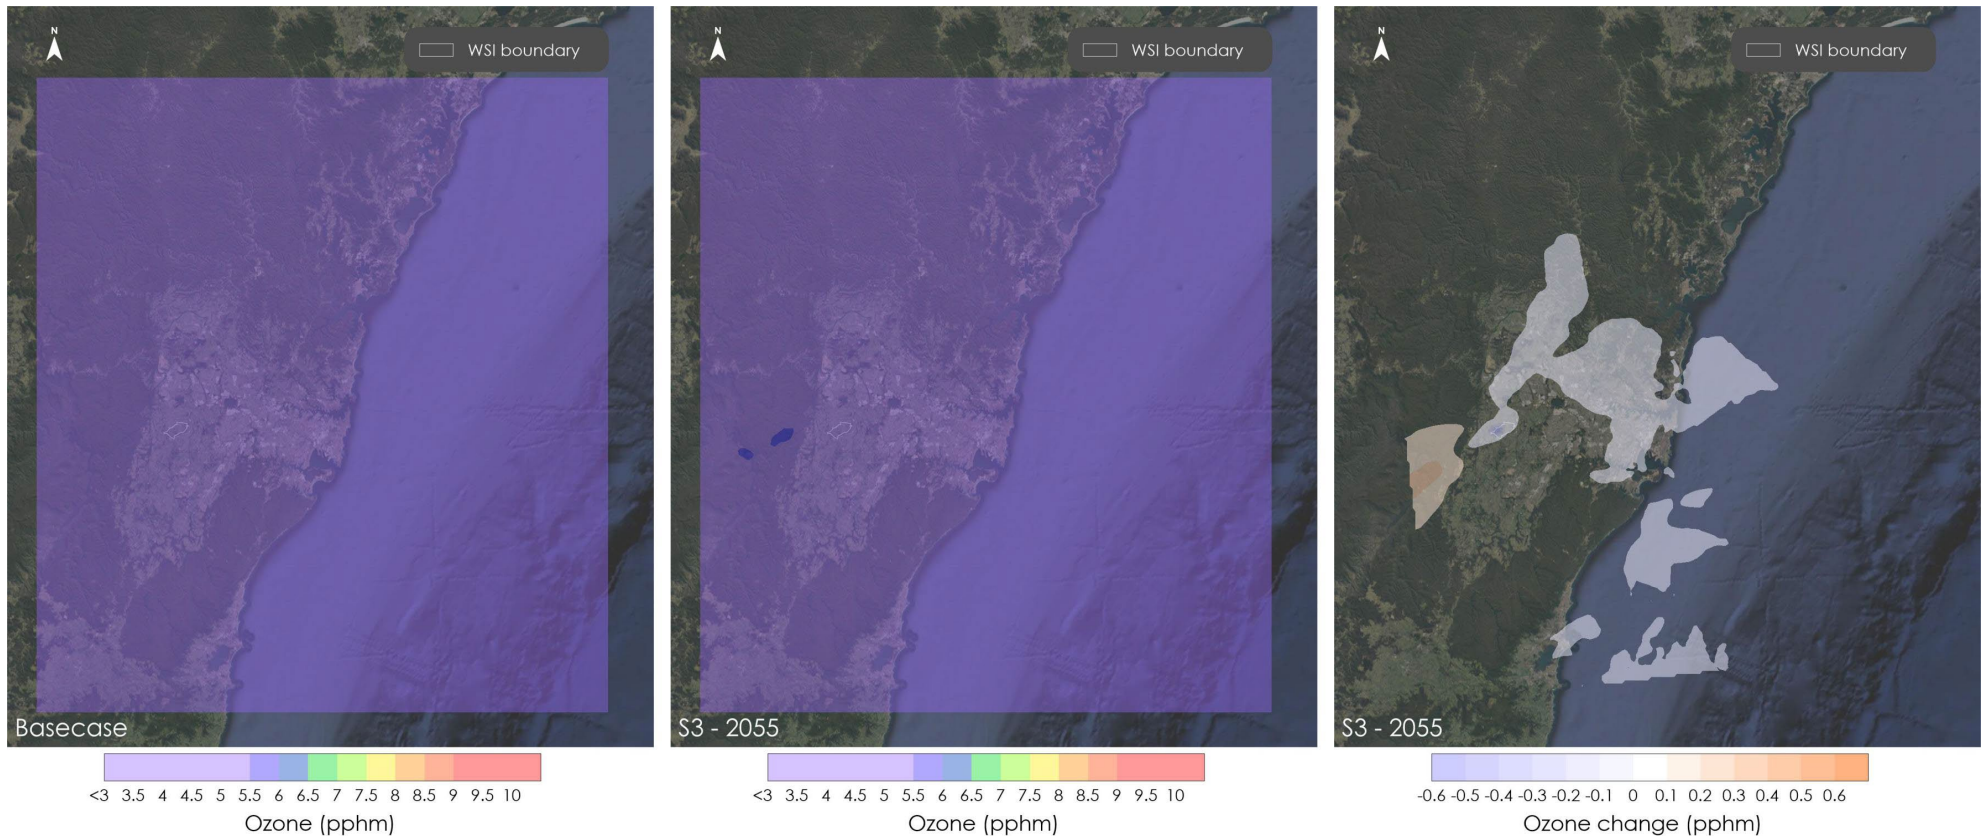 N
WSI boundary
N
WSI boundary
N
WSI boundary
Basecase
S3 - 2055
S3 - 2055
<3 3.5 4 4.5 5 5.5 6 6.5 7 7.5 8 8.5 9 9.5 10
Ozone (pphm)
<3 3.5 4 4.5 5 5.5 6 6.5 7 7.5 8 8.5 9 9.5 10
Ozone (pphm)
-0.6 -0.5 -0.4 -0.3 -0.2 -0.1 0 0.1 0.2 0.3 0.4 0.5 0.6
Ozone change (pphm)